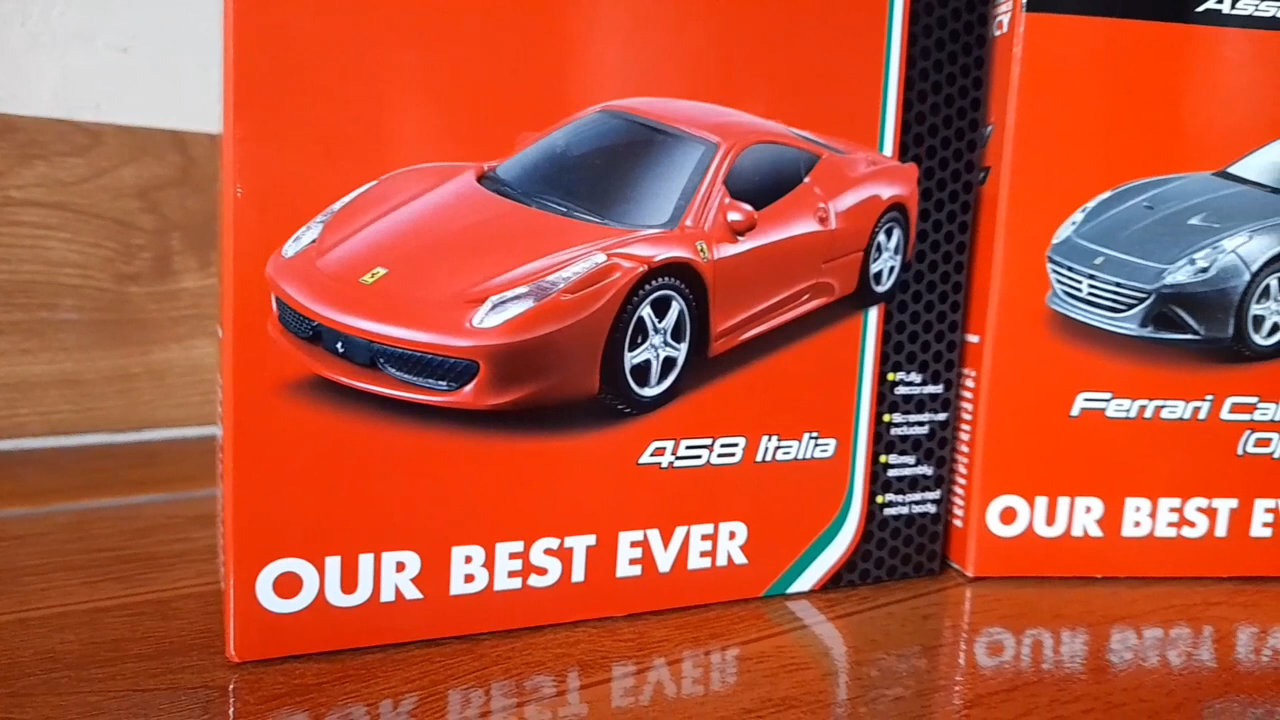 458 Italia
OUR BEST EVER
Fully
decorated
Screwdriver
included
Easy
assembly
Pre-painted
metal body
Ass
Ferrari Ca
(O
OUR BEST E